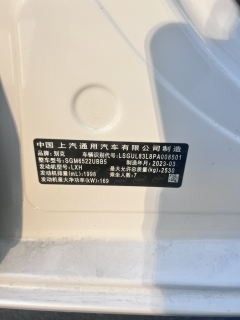 中国 上汽通用汽车有限公司制造
品牌：别克 车辆识别代号：LSGUL83L8PA008501
整车型号：SGM6522UBB5 制造年月：2023-03
发动机型号：LXH 最大允许总质量(kg)：2530
发动机排量(mL)：1998 乘坐人数：7
发动机最大净功率(kW)：169